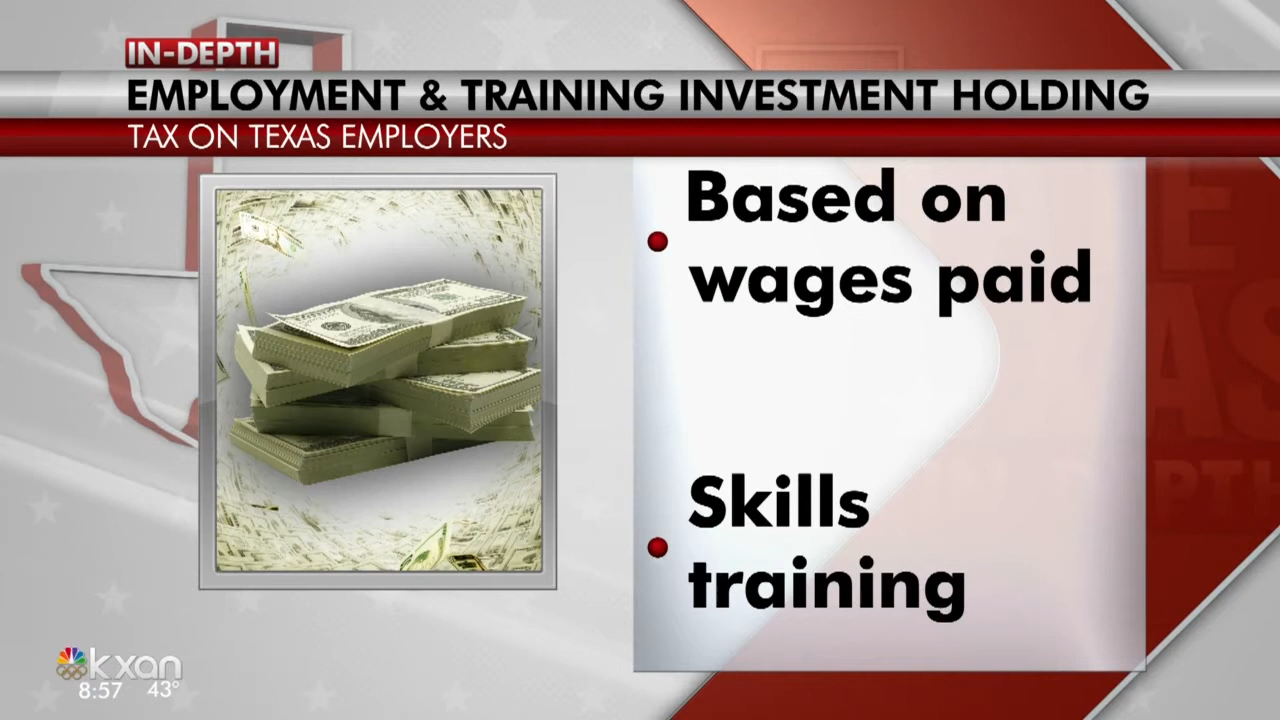 IN-DEPTH
EMPLOYMENT & TRAINING INVESTMENT HOLDING
TAX ON TEXAS EMPLOYERS
Based on
wages paid
Skills
training
kxan
8:57 43°